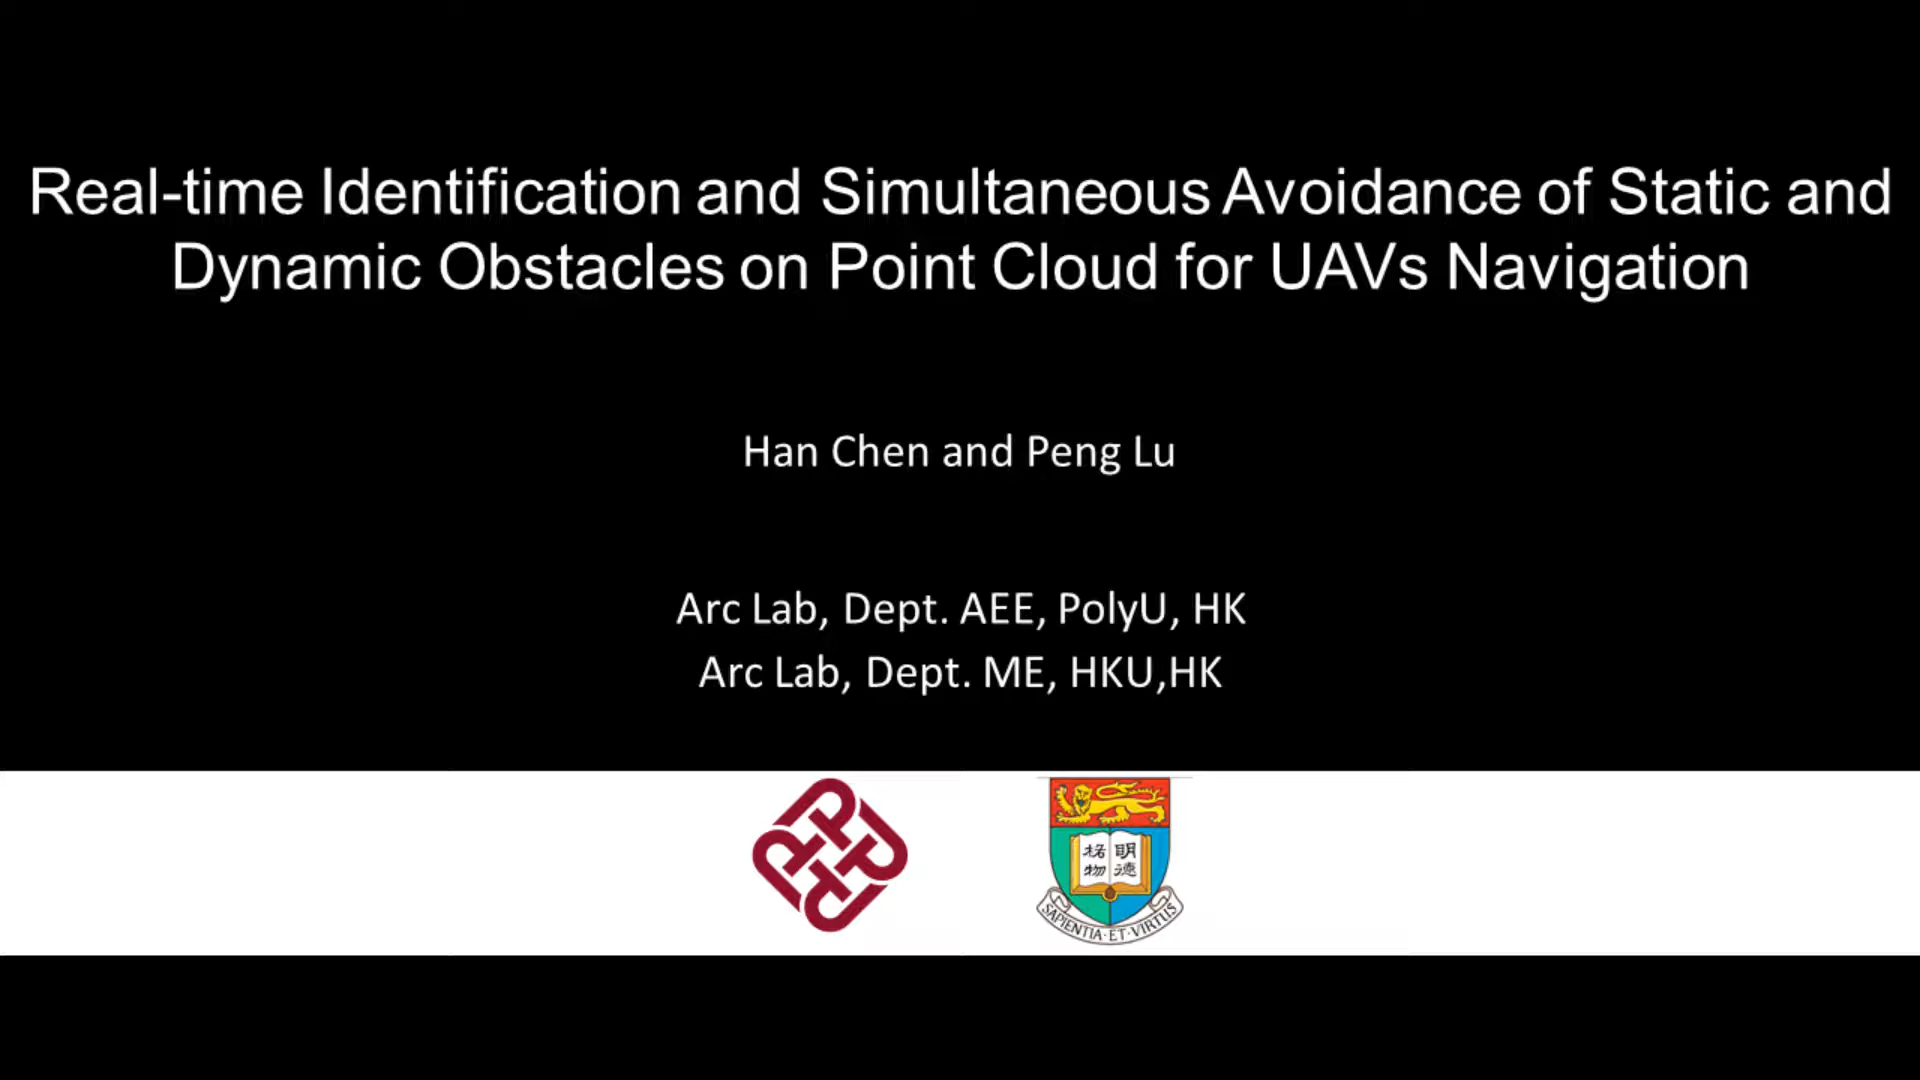 Real-time Identification and Simultaneous Avoidance of Static and
Dynamic Obstacles on Point Cloud for UAVs Navigation
Han Chen and Peng Lu
Arc Lab, Dept. AEE, PolyU, HK
Arc Lab, Dept. ME, HKU,HK
明德
格物
SAPIENTIA·ET·VIRTUS